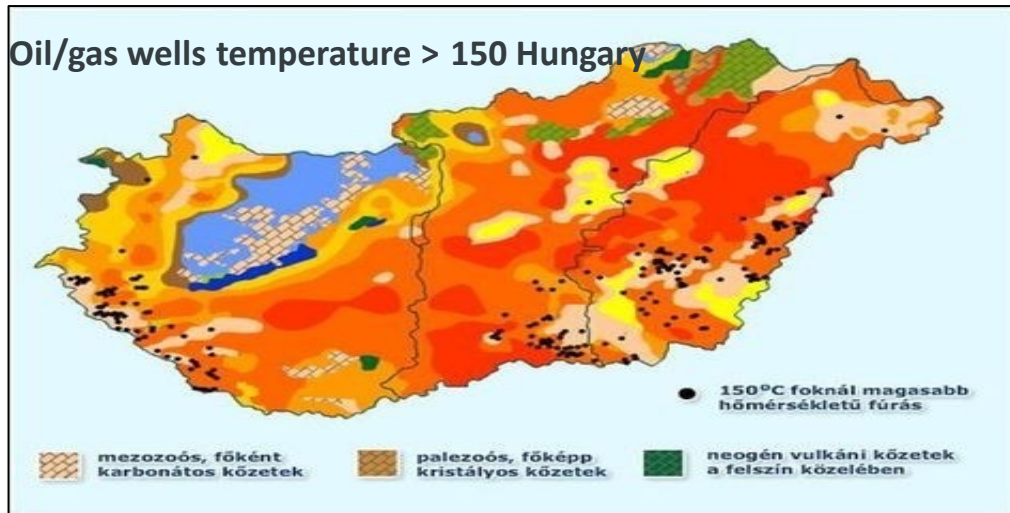 Oil/gas wells temperature > 150 Hungary
150°C foknál magasabb
hőmérsékletű fúrás
mezozoós, főként
karbonátos kőzetek
palezoós, főképp
kristályos kőzetek
neogén vulkáni kőzetek
a felszín közelében